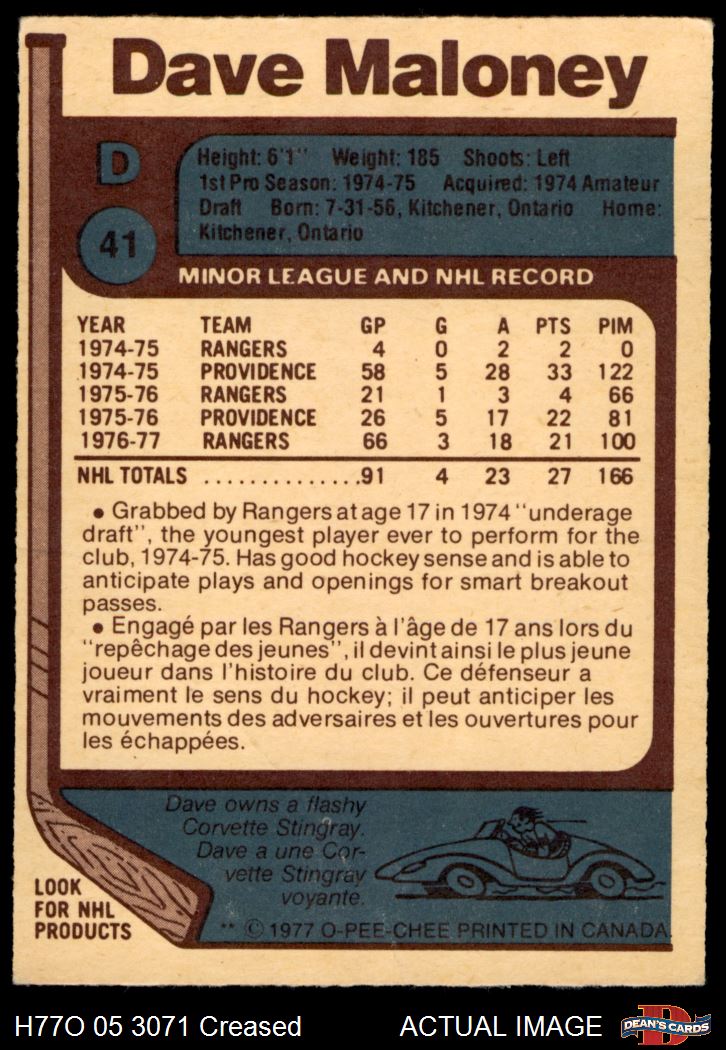 Dave Maloney
D
41
Height: 6'1" Weight: 185 Shoots: Left
1st Pro Season: 1974-75 Acquired: 1974 Amateur
Draft Born: 7-31-56, Kitchener, Ontario Home:
Kitchener, Ontario
MINOR LEAGUE AND NHL RECORD
YEAR TEAM GP G A PTS PIM
1974-75 RANGERS 4 0 2 2 0
1974-75 PROVIDENCE 58 5 28 33 122
1975-76 RANGERS 21 1 3 4 66
1975-76 PROVIDENCE 26 5 17 22 81
1976-77 RANGERS 66 3 18 21 100
NHL TOTALS ...............91 4 23 27 166
• Grabbed by Rangers at age 17 in 1974 "underage
draft", the youngest player ever to perform for the
club, 1974-75. Has good hockey sense and is able to
anticipate plays and openings for smart breakout
passes.
• Engagé par les Rangers à l'âge de 17 ans lors du
"repêchage des jeunes", il devint ainsi le plus jeune
joueur dans l'histoire du club. Ce défenseur a
vraiment le sens du hockey; il peut anticiper les
mouvements des adversaires et les ouvertures pour
les échappées.
Dave owns a flashy
Corvette Stingray.
Dave a une Cor-
vette Stingray
voyante.
LOOK
FOR NHL
PRODUCTS
** © 1977 O-PEE-CHEE PRINTED IN CANADA.
H77O 05 3071 Creased ACTUAL IMAGE
D
DEAN'S CARDS